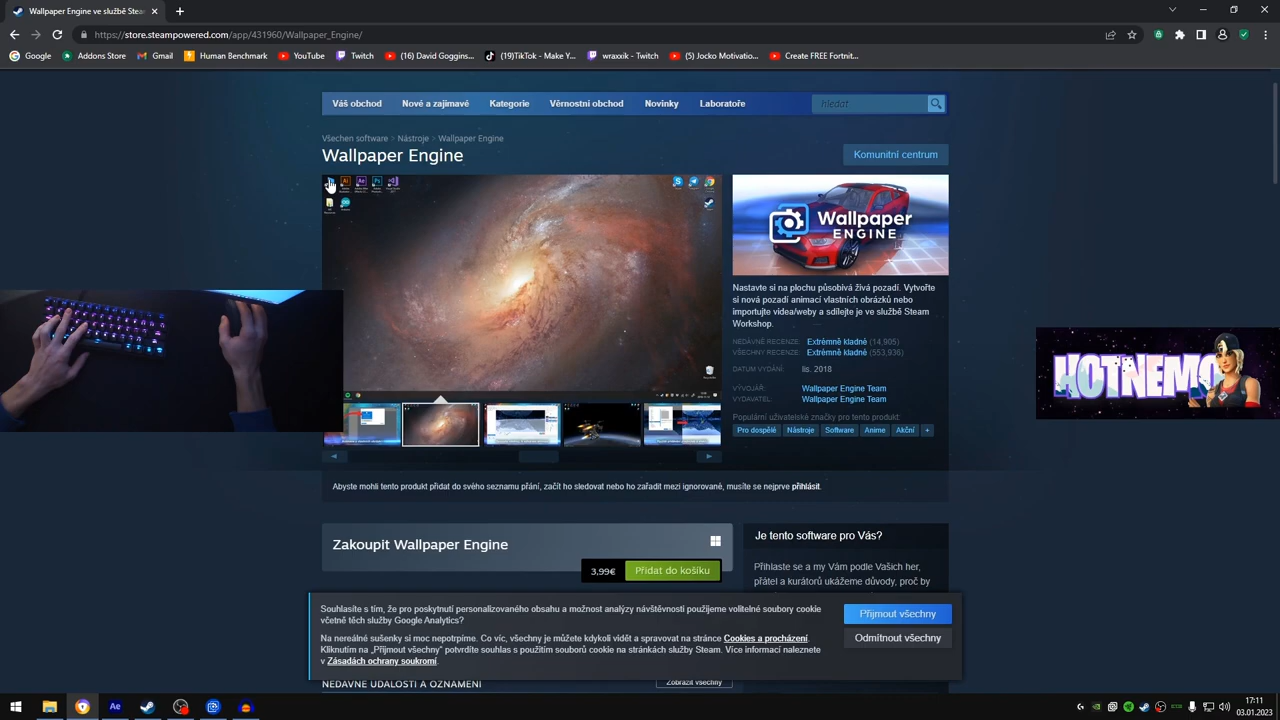 Wallpaper Engine ve službě Stea
https://store.steampowered.com/app/431960/Wallpaper_Engine/
Google
Addons Store
Gmail
Human Benchmark
YouTube
Twitch
(16) David Goggins...
(19)TikTok - Make Y...
wraxxik - Twitch
(5) Jocko Motivatio...
Create FREE Fortnit...
Váš obchod
Nové a zajímavé
Kategorie
Věrnostní obchod
Novinky
Laboratoře
hledat
Všechen software > Nástroje > Wallpaper Engine
Wallpaper Engine
Komunitní centrum
Wallpaper
ENGINE
Nastavte si na plochu působivá živá pozadí. Vytvořte
si nová pozadí animací vlastních obrázků nebo
importujte videa/weby a sdílejte je ve službě Steam
Workshop.
NEDÁVNÉ RECENZE: Extrémně kladné (14,905)
VŠECHNY RECENZE: Extrémně kladné (553,936)
DATUM VYDÁNÍ: lis. 2018
VÝVOJÁŘ: Wallpaper Engine Team
VYDAVATEL: Wallpaper Engine Team
Populární uživatelské značky pro tento produkt:
Pro dospělé
Nástroje
Software
Anime
Akční
+
HOTNEMO
Abyste mohli tento produkt přidat do svého seznamu přání, začít ho sledovat nebo ho zařadit mezi ignorované, musíte se nejprve přihlásit.
Zakoupit Wallpaper Engine
3,99€
Přidat do košíku
Je tento software pro Vás?
Přihlaste se a my Vám podle Vašich her,
přátel a kurátorů ukážeme důvody, proč by
Souhlasíte s tím, že pro poskytnutí personalizovaného obsahu a možnost analýzy návštěvnosti použijeme volitelné soubory cookie
včetně těch služby Google Analytics?
Na nereálné sušenky si moc nepotrpíme. Co víc, všechny je můžete kdykoli vidět a spravovat na stránce Cookies a procházení.
Kliknutím na „Přijmout všechny" potvrdíte souhlas s použitím souborů cookie na stránkách služby Steam. Více informací naleznete
v Zásadách ochrany soukromí.
Přijmout všechny
Odmítnout všechny
NEDÁVNÉ UDÁLOSTI A OZNÁMENÍ
Zobrazit všechny
17:11
03.01.2023